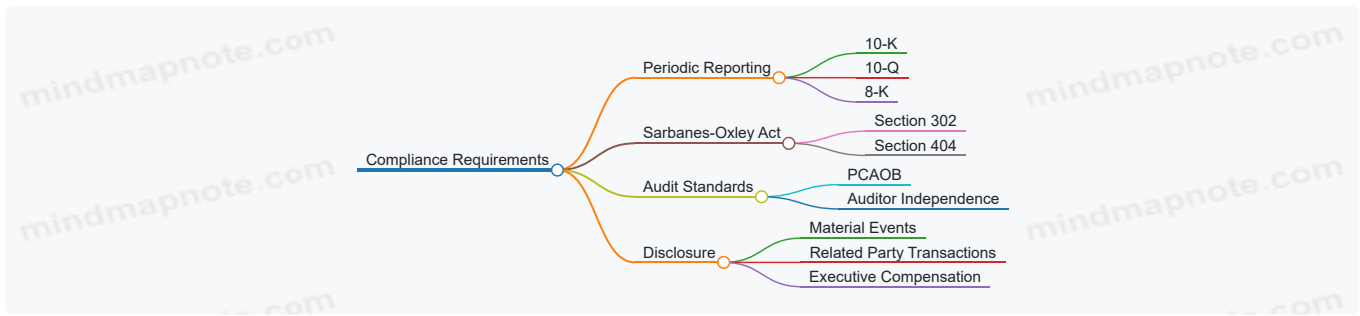 mindmapnote.com
mindmapnote.com
Compliance Requirements
Periodic Reporting
10-K
10-Q
8-K
Sarbanes-Oxley Act
Section 302
Section 404
Audit Standards
PCAOB
Auditor Independence
Disclosure
Material Events
Related Party Transactions
Executive Compensation
mindmapnote.com
mindmapnote.com